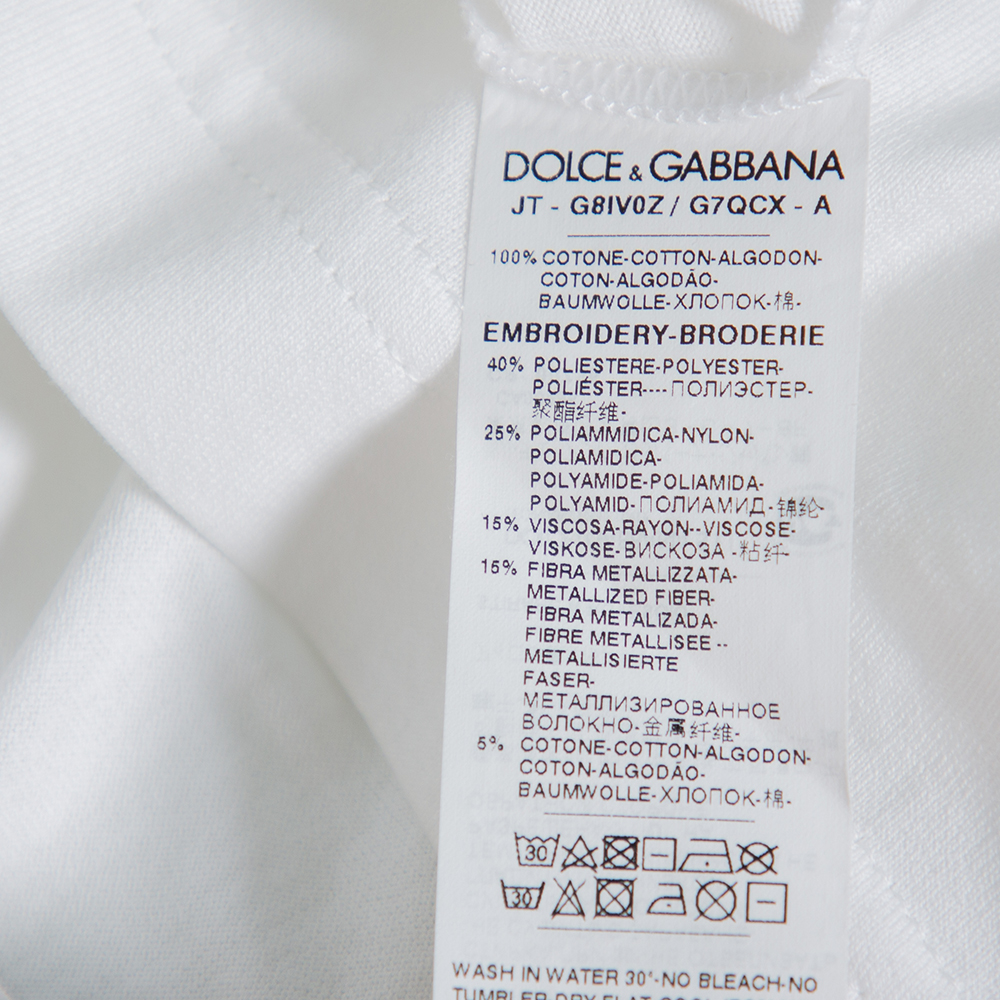 DOLCE & GABBANA
JT - G8IV0Z / G7QCX - A
100% COTONE-COTTON-ALGODON-
COTON-ALGODÃO-
BAUMWOLLE-ХЛОПОК-棉-
EMBROIDERY-BRODERIE
40% POLIESTERE-POLYESTER-
POLIÉSTER----ПОЛИЭСТЕР-
聚酯纤维-
25% POLIAMMIDICA-NYLON-
POLIAMIDICA-
POLYAMIDE-POLIAMIDA-
POLYAMID-ПОЛИАМИД-锦纶-
15% VISCOSA-RAYON--VISCOSE-
VISKOSE-ВИСКОЗА -粘纤-
15% FIBRA METALLIZZATA-
METALLIZED FIBER-
FIBRA METALIZADA-
FIBRE METALLISEE --
METALLISIERTE
FASER-
МЕТАЛЛИЗИРОВАННОЕ
ВОЛОКНО-金属纤维-
5% COTONE-COTTON-ALGODON-
COTON-ALGODÃO-
BAUMWOLLE-ХЛОПОК-棉-
30
30
WASH IN WATER 30°-NO BLEACH-NO
TUMBLER DRY FLAT